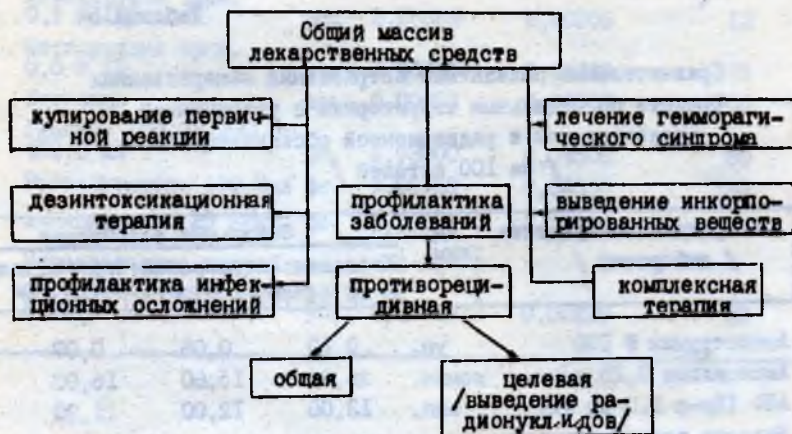 Общий массив
лекарственных средств
купирование первич-
ной реакции
лечение гемморaги-
ческого синдрома
дезинтоксикационная
терапия
профилактика
заболеваний
выведение инкорпо-
рированных веществ
профилактика инфек-
ционных осложнений
противореци-
дивная
комплексная
терапия
общая
целевая
/выведение ра-
дионуклидов/